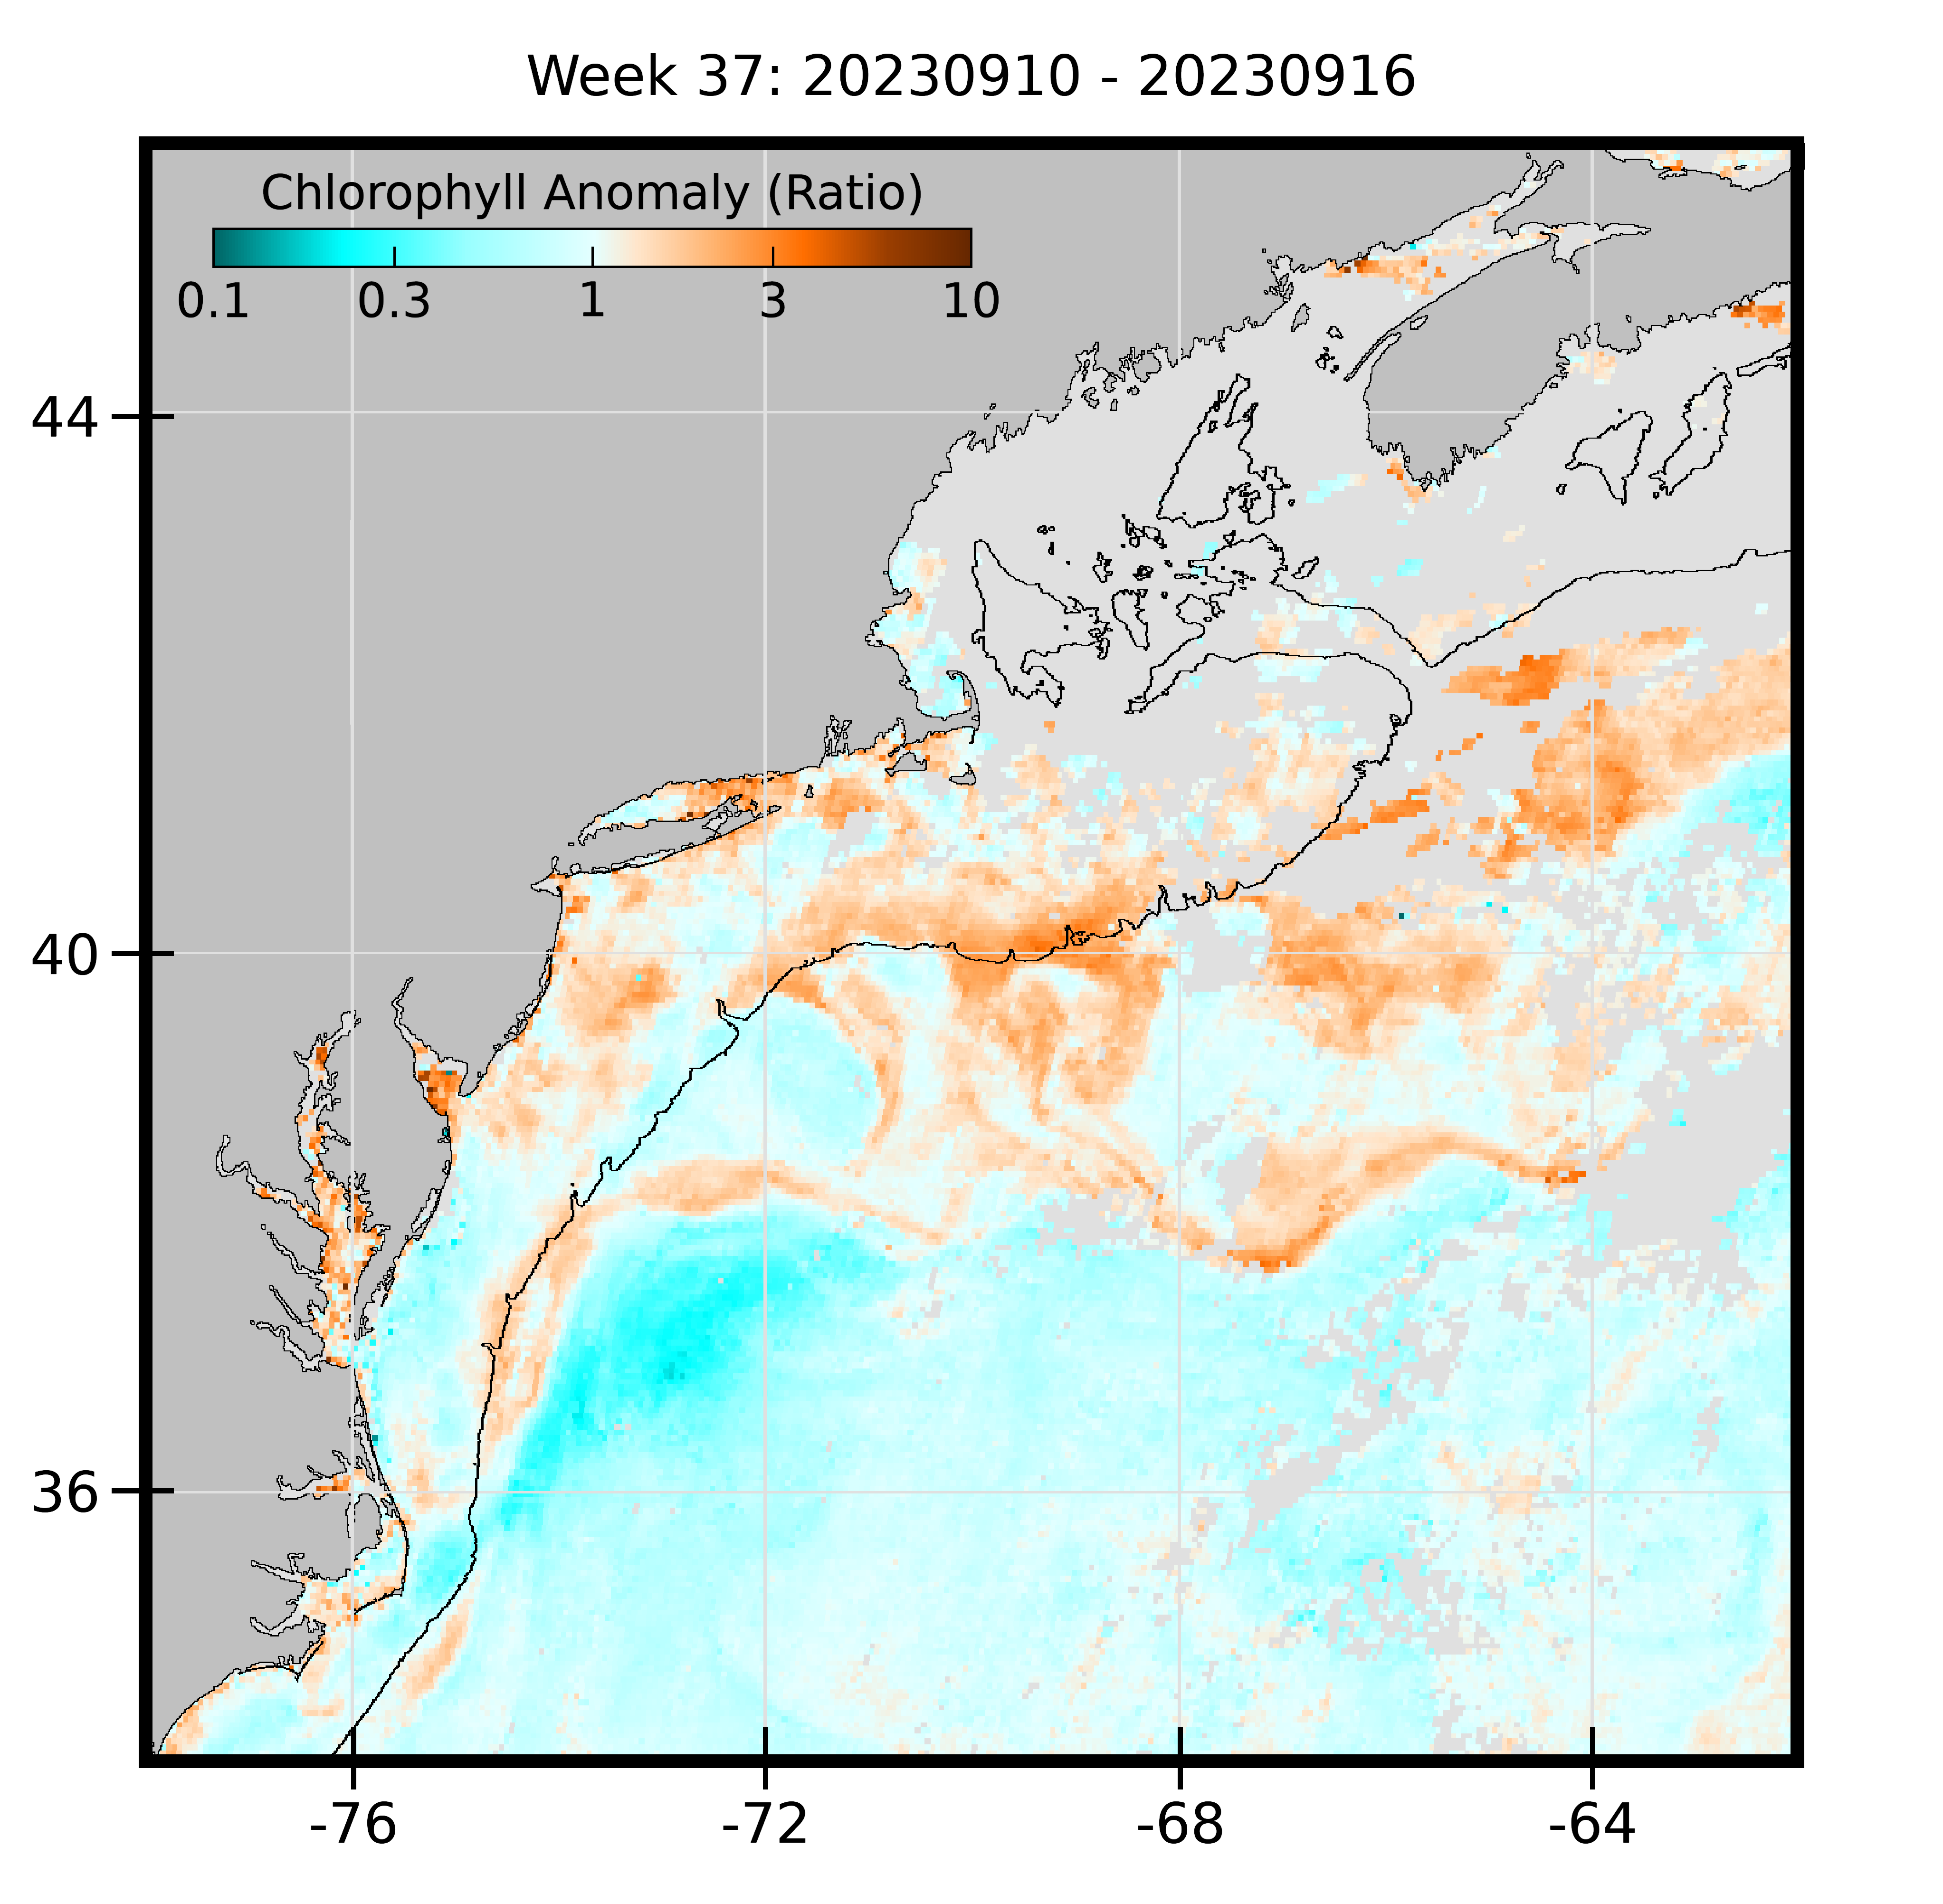 Week 37: 20230910 - 20230916
Chlorophyll Anomaly (Ratio)
0.1 0.3 1 3 10
44
40
36
-76 -72 -68 -64